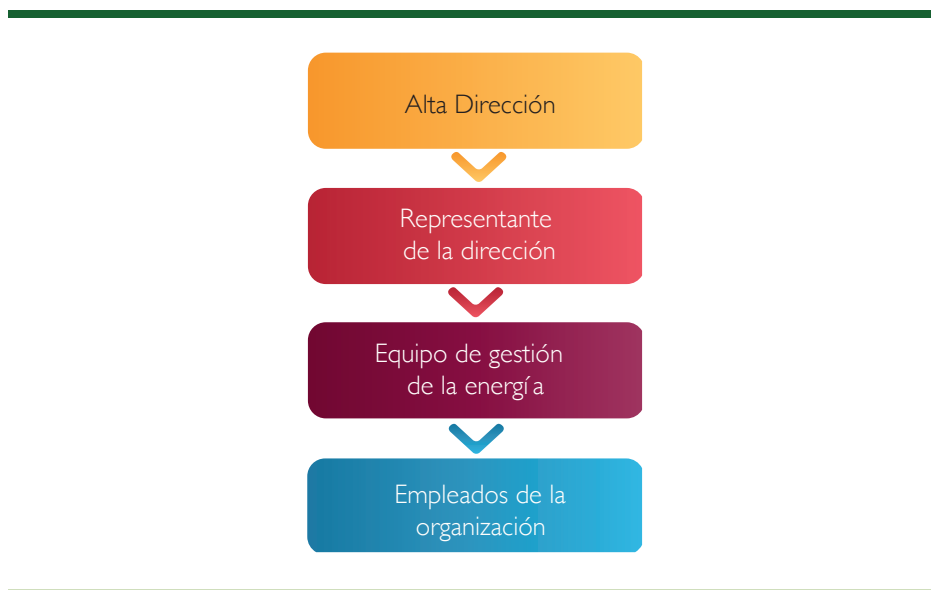 Alta Dirección
Representante
de la dirección
Equipo de gestión
de la energía
Empleados de la
organización